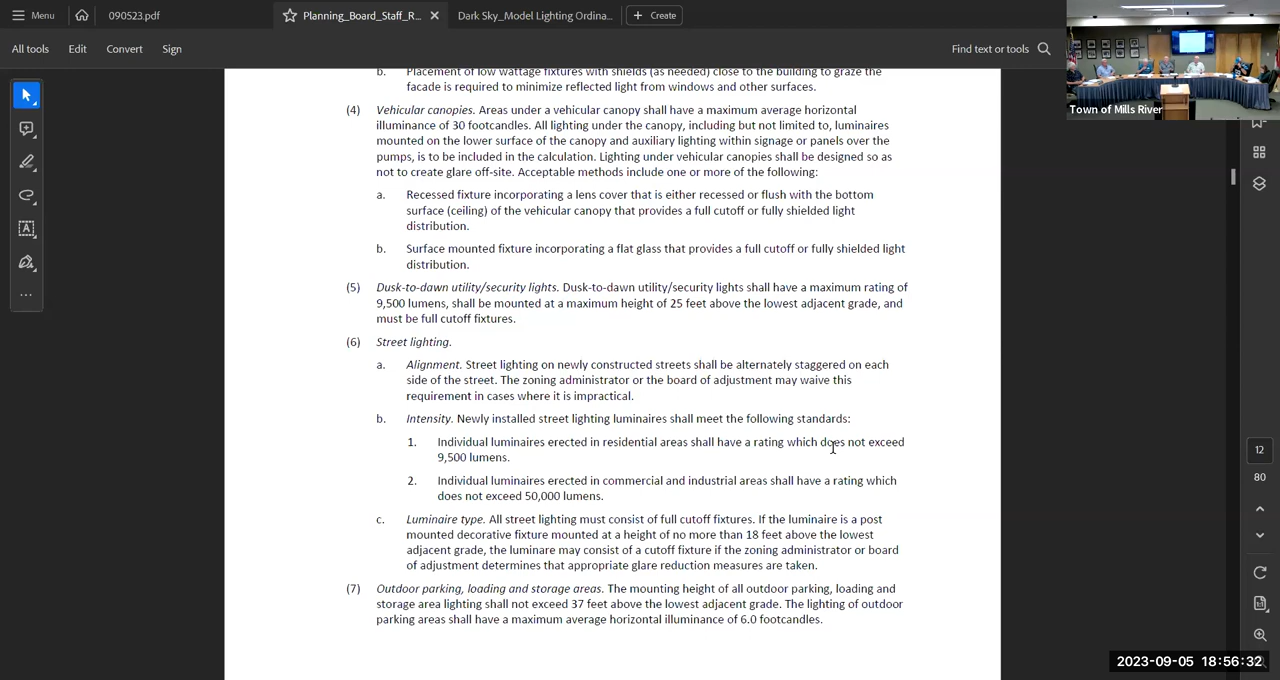 Menu
090523.pdf
Planning_Board_Staff_R...
Dark Sky_Model Lighting Ordina...
Create
All tools
Edit
Convert
Sign
Find text or tools
Town of Mills River
b. Placement of low wattage fixtures with shields (as needed) close to the building to graze the
facade is required to minimize reflected light from windows and other surfaces.
(4) Vehicular canopies. Areas under a vehicular canopy shall have a maximum average horizontal
illuminance of 30 footcandles. All lighting under the canopy, including but not limited to, luminaires
mounted on the lower surface of the canopy and auxiliary lighting within signage or panels over the
pumps, is to be included in the calculation. Lighting under vehicular canopies shall be designed so as
not to create glare off-site. Acceptable methods include one or more of the following:
a. Recessed fixture incorporating a lens cover that is either recessed or flush with the bottom
surface (ceiling) of the vehicular canopy that provides a full cutoff or fully shielded light
distribution.
b. Surface mounted fixture incorporating a flat glass that provides a full cutoff or fully shielded light
distribution.
(5) Dusk-to-dawn utility/security lights. Dusk-to-dawn utility/security lights shall have a maximum rating of
9,500 lumens, shall be mounted at a maximum height of 25 feet above the lowest adjacent grade, and
must be full cutoff fixtures.
(6) Street lighting.
a. Alignment. Street lighting on newly constructed streets shall be alternately staggered on each
side of the street. The zoning administrator or the board of adjustment may waive this
requirement in cases where it is impractical.
b. Intensity. Newly installed street lighting luminaires shall meet the following standards:
1. Individual luminaires erected in residential areas shall have a rating which does not exceed
9,500 lumens.
2. Individual luminaires erected in commercial and industrial areas shall have a rating which
does not exceed 50,000 lumens.
c. Luminaire type. All street lighting must consist of full cutoff fixtures. If the luminaire is a post
mounted decorative fixture mounted at a height of no more than 18 feet above the lowest
adjacent grade, the luminare may consist of a cutoff fixture if the zoning administrator or board
of adjustment determines that appropriate glare reduction measures are taken.
(7) Outdoor parking, loading and storage areas. The mounting height of all outdoor parking, loading and
storage area lighting shall not exceed 37 feet above the lowest adjacent grade. The lighting of outdoor
parking areas shall have a maximum average horizontal illuminance of 6.0 footcandles.
12
80
2023-09-05 18:56:32